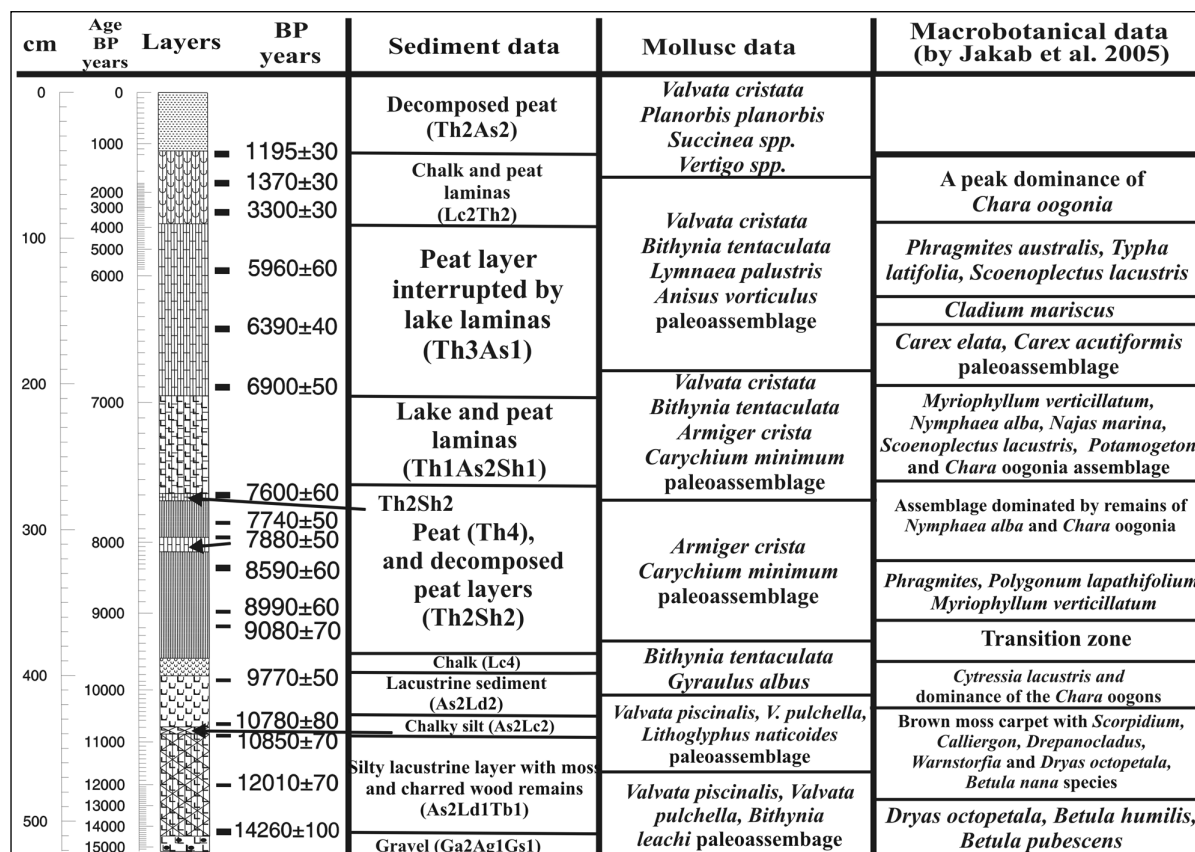 cm
Age
BP
years
Layers
BP
years
Sediment data
Mollusc data
Macrobotanical data
(by Jakab et al. 2005)
0
100
200
300
400
500
0
1000
2000
3000
4000
5000
6000
7000
8000
9000
10000
11000
12000
13000
14000
15000
1195±30
1370±30
3300±30
5960±60
6390±40
6900±50
7600±60
7740±50
7880±50
8590±60
8990±60
9080±70
9770±50
10780±80
10850±70
12010±70
14260±100
Decomposed peat
(Th2As2)
Chalk and peat
laminas
(Lc2Th2)
Peat layer
interrupted by
lake laminas
(Th3As1)
Lake and peat
laminas
(Th1As2Sh1)
Th2Sh2
Peat (Th4),
and decomposed
peat layers
(Th2Sh2)
Chalk (Lc4)
Lacustrine sediment
(As2Ld2)
Chalky silt (As2Lc2)
Silty lacustrine layer with moss
and charred wood remains
(As2Ld1Tb1)
Gravel (Ga2Ag1Gs1)
Valvata cristata
Planorbis planorbis
Succinea spp.
Vertigo spp.
Valvata cristata
Bithynia tentaculata
Lymnaea palustris
Anisus vorticulus
paleoassemblage
Valvata cristata
Bithynia tentaculata
Armiger crista
Carychium minimum
paleoassemblage
Armiger crista
Carychium minimum
paleoassemblage
Bithynia tentaculata
Gyraulus albus
Valvata piscinalis, V. pulchella,
Lithoglyphus naticoides
paleoassemblage
Valvata piscinalis, Valvata
pulchella, Bithynia
leachi paleoassembage
A peak dominance of
Chara oogonia
Phragmites australis, Typha
latifolia, Scoenoplectus lacustris
Cladium mariscus
Carex elata, Carex acutiformis
paleoassemblage
Myriophyllum verticillatum,
Nymphaea alba, Najas marina,
Scoenoplectus lacustris, Potamogeton
and Chara oogonia assemblage
Assemblage dominated by remains of
Nymphaea alba and Chara oogonia
Phragmites, Polygonum lapathifolium
Myriophyllum verticillatum
Transition zone
Cytressia lacustris and
dominance of the Chara oogons
Brown moss carpet with Scorpidium,
Calliergon, Drepanocladus,
Warnstorfia and Dryas octopetala,
Betula nana species
Dryas octopetala, Betula humilis,
Betula pubescens